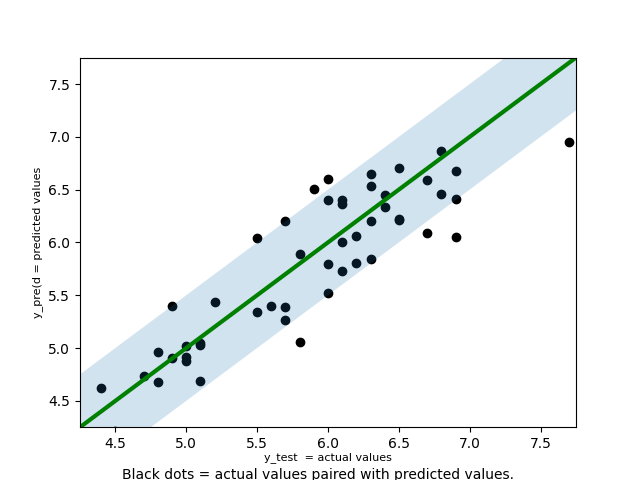 7.5
7.0
6.5
6.0
5.5
5.0
4.5
y_pre(d = predicted values
4.5 5.0 5.5 6.0 6.5 7.0 7.5
y_test  = actual values
Black dots = actual values paired with predicted values.